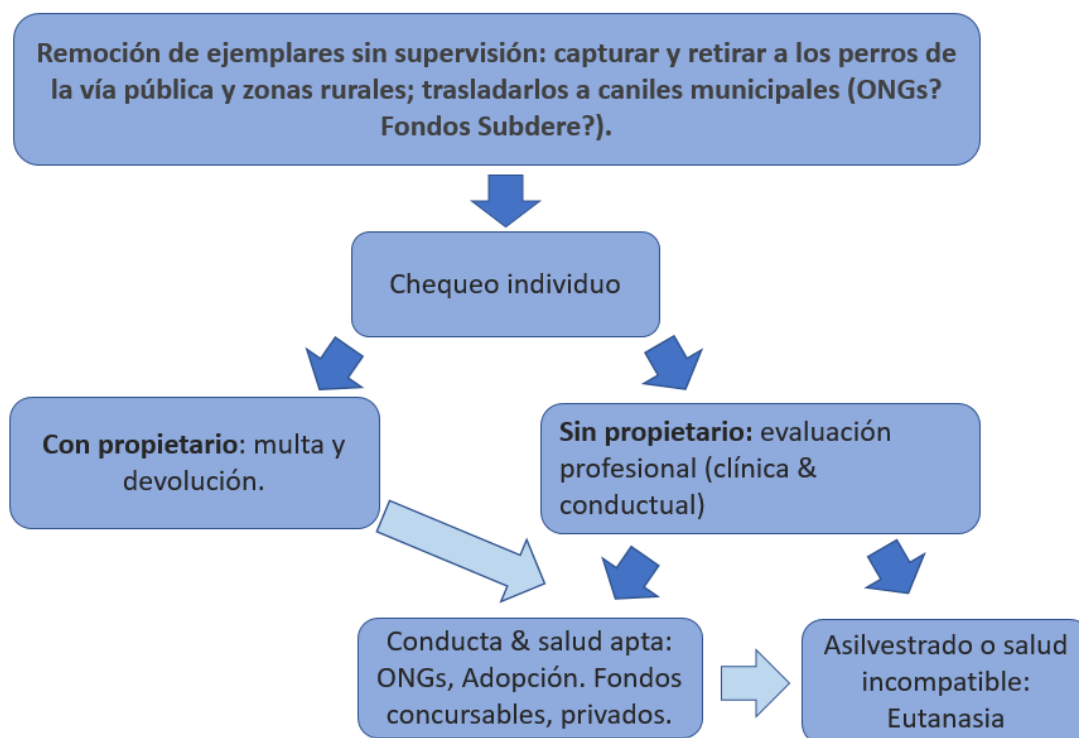 Remoción de ejemplares sin supervisión: capturar y retirar a los perros de
la vía pública y zonas rurales; trasladarlos a caniles municipales (ONGs?
Fondos Subdere?).
Chequeo individuo
Con propietario: multa y
devolución.
Sin propietario: evaluación
profesional (clínica &
conductual)
Conducta & salud apta:
ONGs, Adopción. Fondos
concursables, privados.
Asilvestrado o salud
incompatible:
Eutanasia